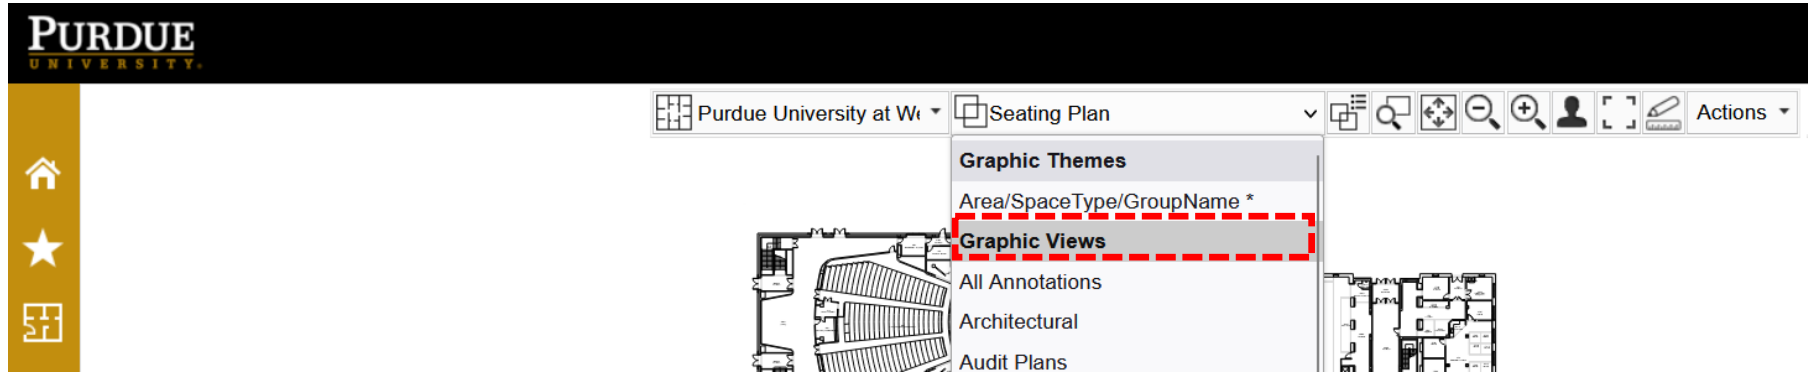 PURDUE
UNIVERSITY.
Purdue University at We
Seating Plan
Actions
Graphic Themes
Area/SpaceType/GroupName *
Graphic Views
All Annotations
Architectural
Audit Plans